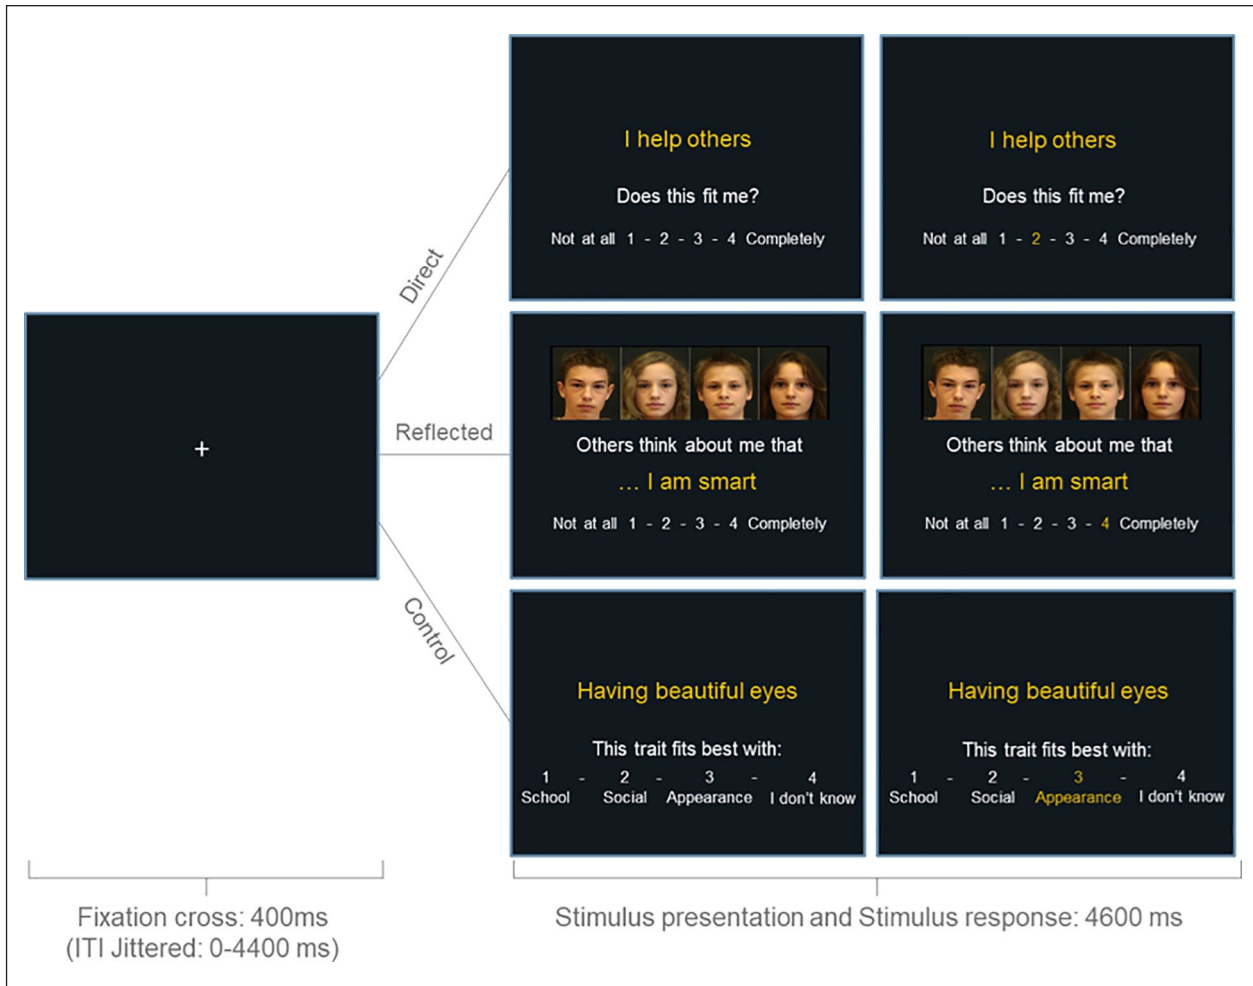 I help others
Does this fit me?
Not at all 1 - 2 - 3 - 4 Completely
I help others
Does this fit me?
Not at all 1 - 2 - 3 - 4 Completely
Direct
+
Reflected
Others think about me that
... I am smart
Not at all 1 - 2 - 3 - 4 Completely
Others think about me that
... I am smart
Not at all 1 - 2 - 3 - 4 Completely
Control
Having beautiful eyes
This trait fits best with:
1 - 2 - 3 - 4
School Social Appearance I don't know
Having beautiful eyes
This trait fits best with:
1 - 2 - 3 - 4
School Social Appearance I don't know
Fixation cross: 400ms
(ITI Jittered: 0-4400 ms)
Stimulus presentation and Stimulus response: 4600 ms